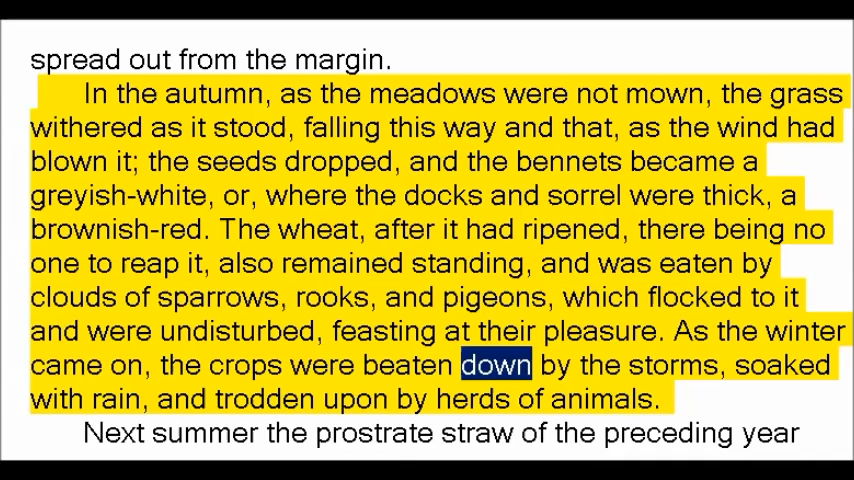 spread out from the margin.
In the autumn, as the meadows were not mown, the grass
withered as it stood, falling this way and that, as the wind had
blown it; the seeds dropped, and the bennets became a
greyish-white, or, where the docks and sorrel were thick, a
brownish-red. The wheat, after it had ripened, there being no
one to reap it, also remained standing, and was eaten by
clouds of sparrows, rooks, and pigeons, which flocked to it
and were undisturbed, feasting at their pleasure. As the winter
came on, the crops were beaten down by the storms, soaked
with rain, and trodden upon by herds of animals.
Next summer the prostrate straw of the preceding year